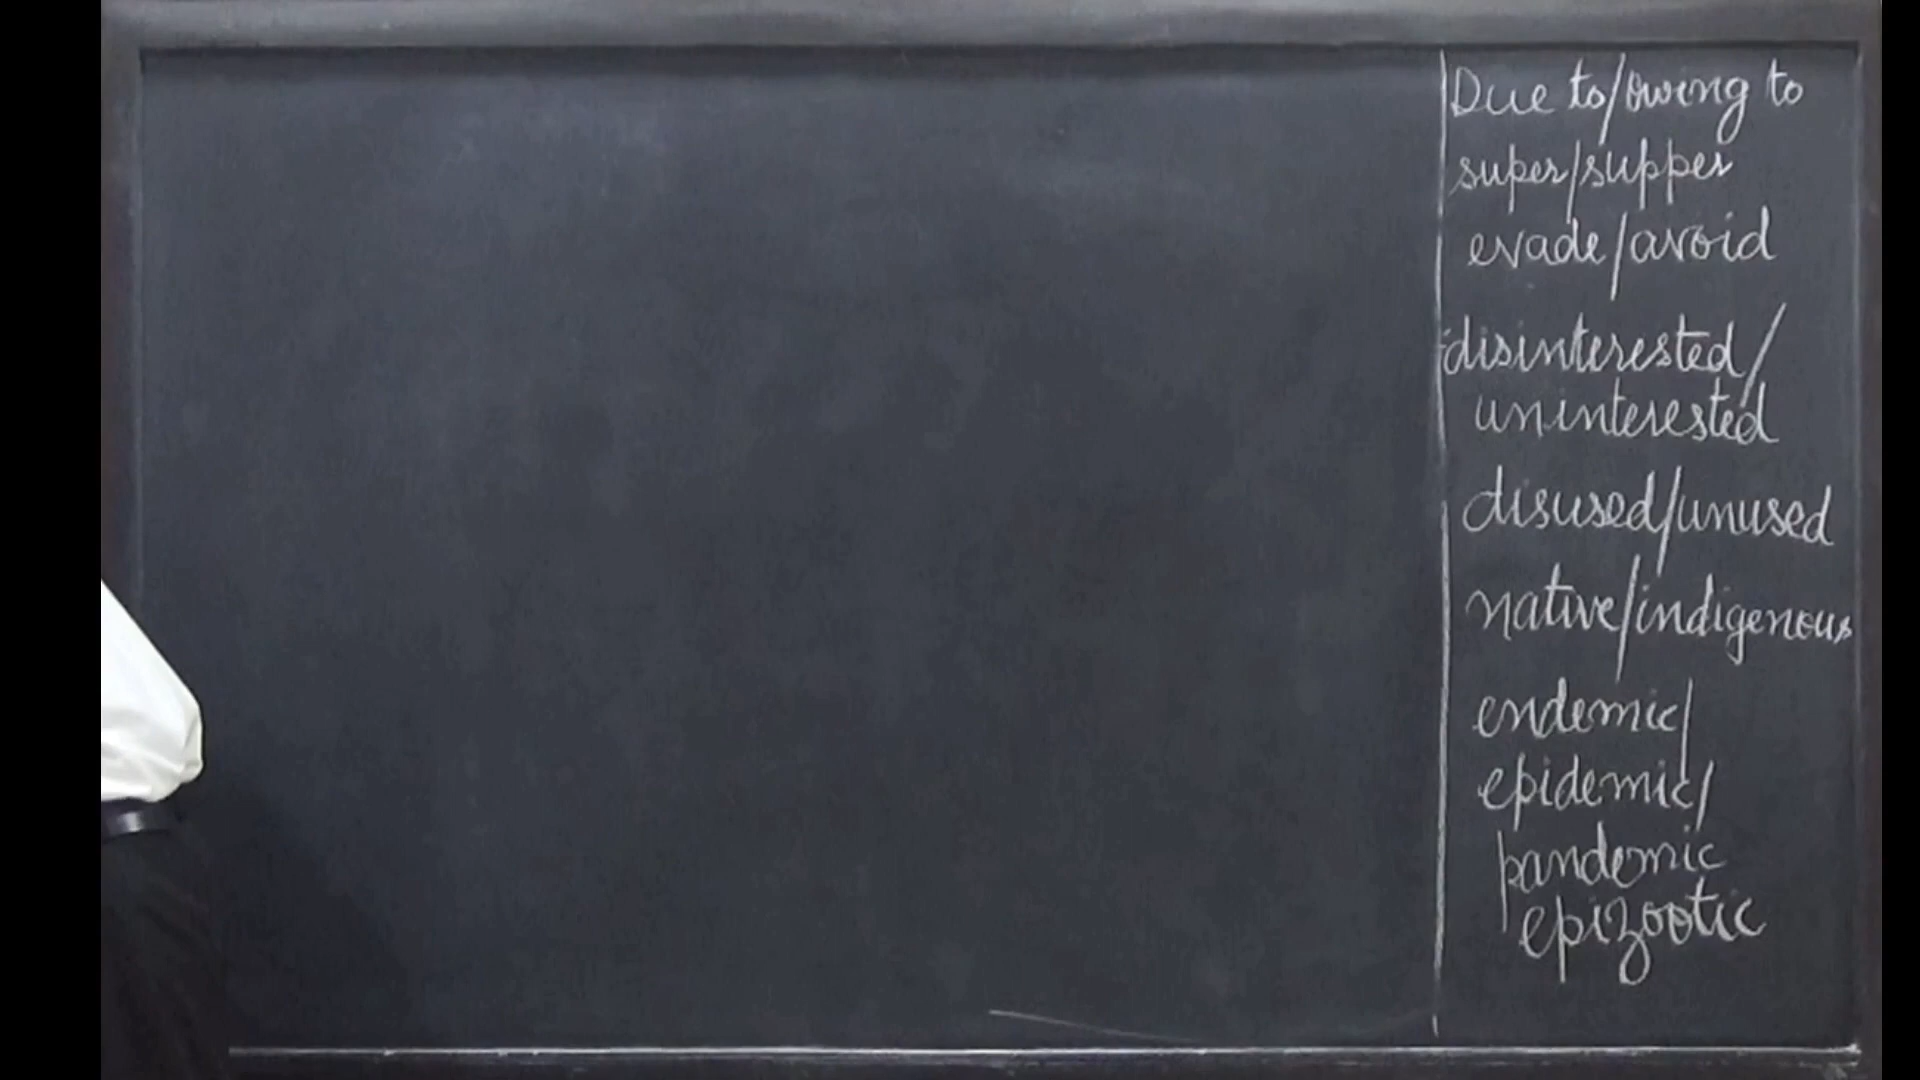 Due to/owing to
super/supper
evade/avoid
disinterested/
uninterested
disused/unused
native/indigenous
endemic/
epidemic/
pandemic
epizootic